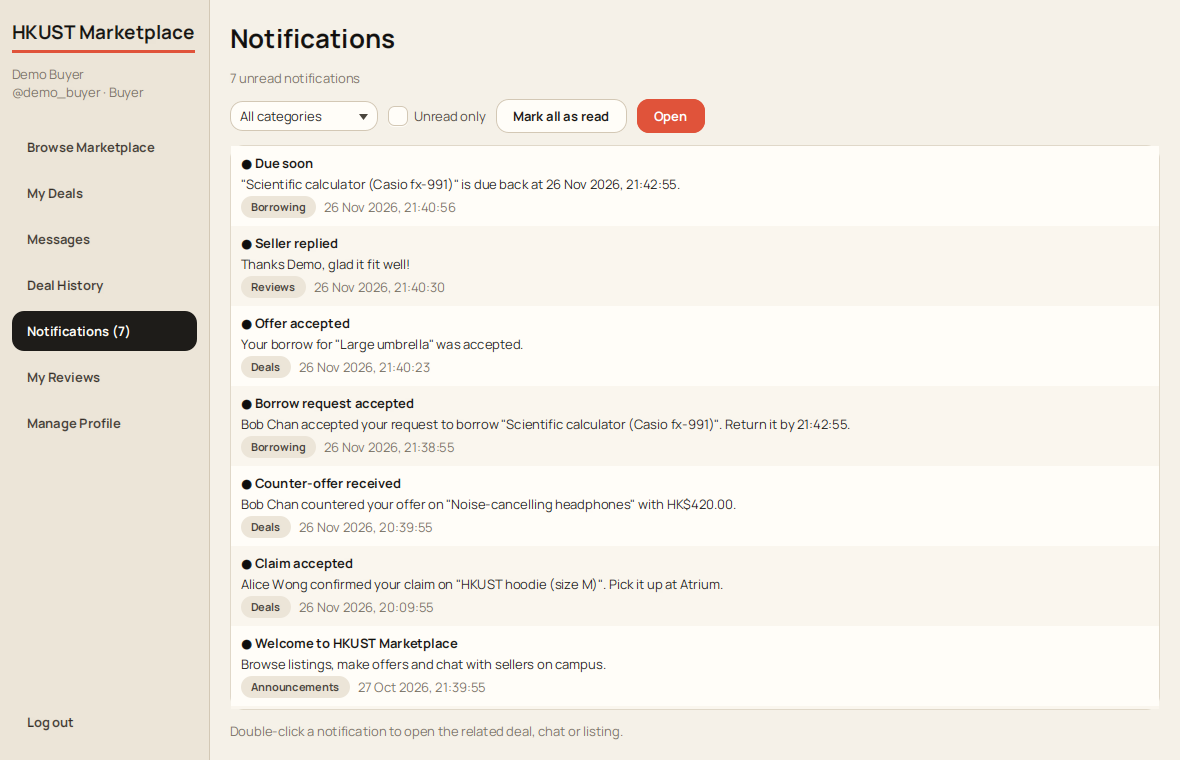 HKUST Marketplace
Demo Buyer
@demo_buyer · Buyer
Browse Marketplace
My Deals
Messages
Deal History
Notifications (7)
My Reviews
Manage Profile
Log out
Notifications
7 unread notifications
All categories
Unread only
Mark all as read
Open
● Due soon
"Scientific calculator (Casio fx-991)" is due back at 26 Nov 2026, 21:42:55.
Borrowing 26 Nov 2026, 21:40:56
● Seller replied
Thanks Demo, glad it fit well!
Reviews 26 Nov 2026, 21:40:30
● Offer accepted
Your borrow for "Large umbrella" was accepted.
Deals 26 Nov 2026, 21:40:23
● Borrow request accepted
Bob Chan accepted your request to borrow "Scientific calculator (Casio fx-991)". Return it by 21:42:55.
Borrowing 26 Nov 2026, 21:38:55
● Counter-offer received
Bob Chan countered your offer on "Noise-cancelling headphones" with HK$420.00.
Deals 26 Nov 2026, 20:39:55
● Claim accepted
Alice Wong confirmed your claim on "HKUST hoodie (size M)". Pick it up at Atrium.
Deals 26 Nov 2026, 20:09:55
● Welcome to HKUST Marketplace
Browse listings, make offers and chat with sellers on campus.
Announcements 27 Oct 2026, 21:39:55
Double-click a notification to open the related deal, chat or listing.